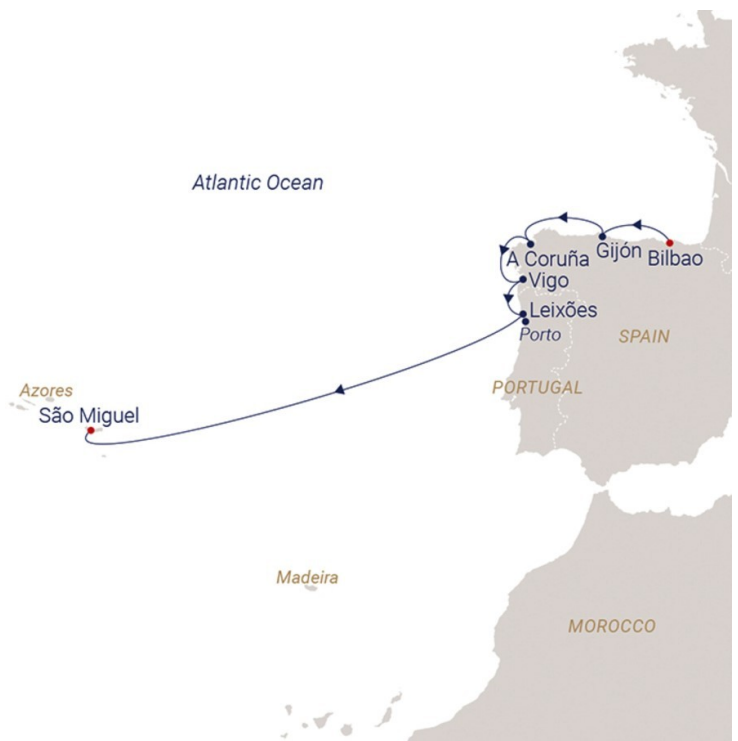 Atlantic Ocean
A Coruña
Gijón
Bilbao
Vigo
Leixões
Porto
SPAIN
PORTUGAL
Azores
São Miguel
Madeira
MOROCCO